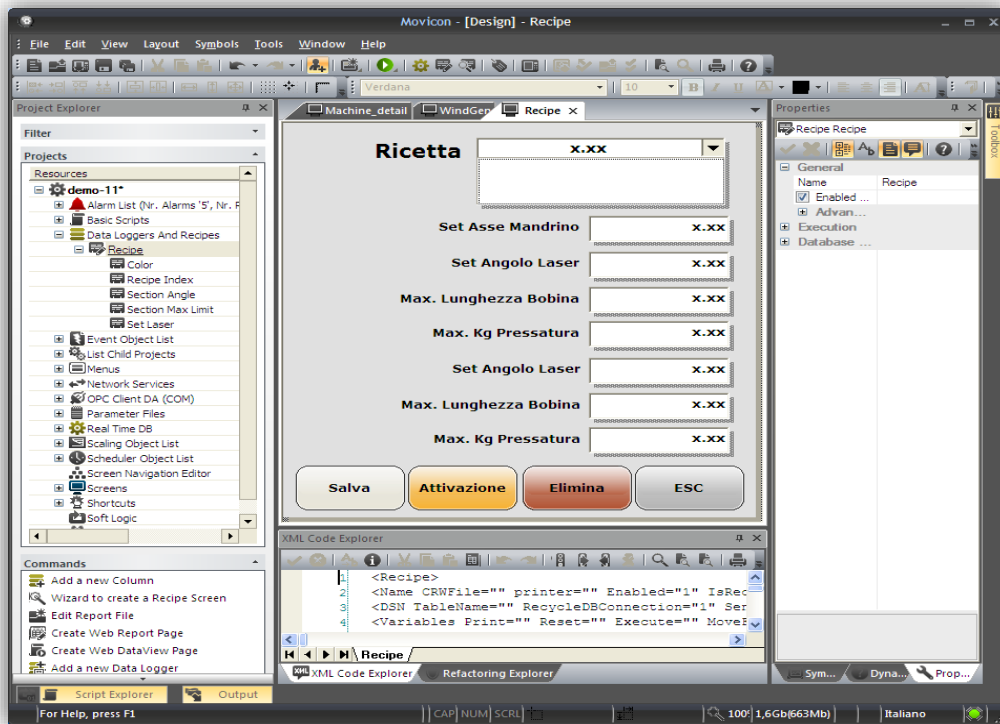 Movicon - [Design] - Recipe
File Edit View Layout Symbols Tools Window Help
Verdana 10 B I U A
Project Explorer
Filter
Projects
Resources
demo-11*
Alarm List (Nr. Alarms '5', Nr. F
Basic Scripts
Data Loggers And Recipes
Recipe
Color
Recipe Index
Section Angle
Section Max Limit
Set Laser
Event Object List
List Child Projects
Menus
Network Services
OPC Client DA (COM)
Parameter Files
Real Time DB
Scaling Object List
Scheduler Object List
Screen Navigation Editor
Screens
Shortcuts
Soft Logic
Commands
Add a new Column
Wizard to create a Recipe Screen
Edit Report File
Create Web Report Page
Create Web DataView Page
Add a new Data Logger
Script Explorer Output
Machine_detail WindGen Recipe
Ricetta x.xx
Set Asse Mandrino x.xx
Set Angolo Laser x.xx
Max. Lunghezza Bobina x.xx
Max. Kg Pressatura x.xx
Set Angolo Laser x.xx
Max. Lunghezza Bobina x.xx
Max. Kg Pressatura x.xx
Salva Attivazione Elimina ESC
XML Code Explorer
1 <Recipe>
2 <Name CRWFile="" printer="" Enabled="1" IsRec
3 <DSN TableName="" RecycleDBConnection="1" Ser
4 <Variables Print="" Reset="" Execute="" MoveF
Recipe
XML Code Explorer Refactoring Explorer
Properties
Recipe Recipe
General
Name Recipe
Enabled ...
Advan...
Execution
Database ...
Sym... Dyna... Prop...
Toolbox
For Help, press F1 CAP NUM SCRL 100% 1,6Gb(663Mb) Italiano